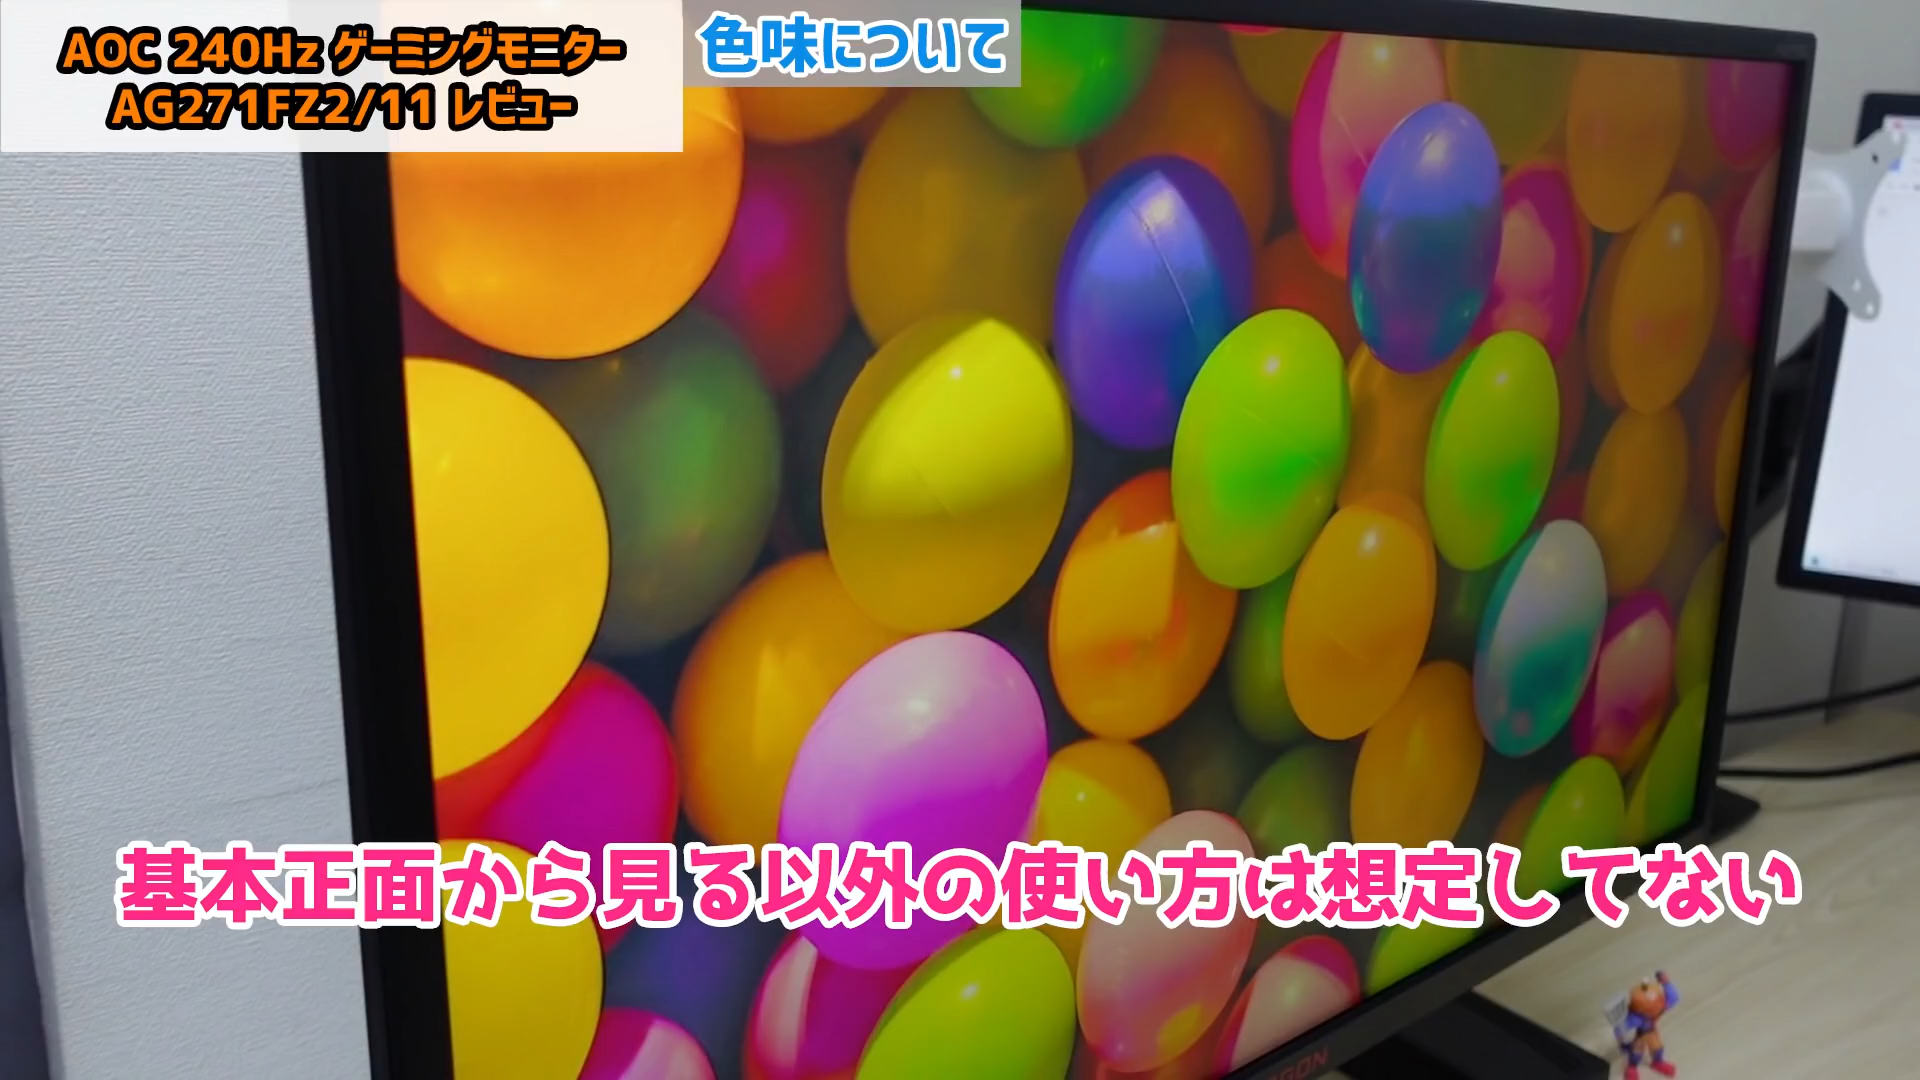 AOC 240Hz ゲーミングモニター
AG271FZ2/11 レビュー
色味について
基本正面から見る以外の使い方は想定してない
GON